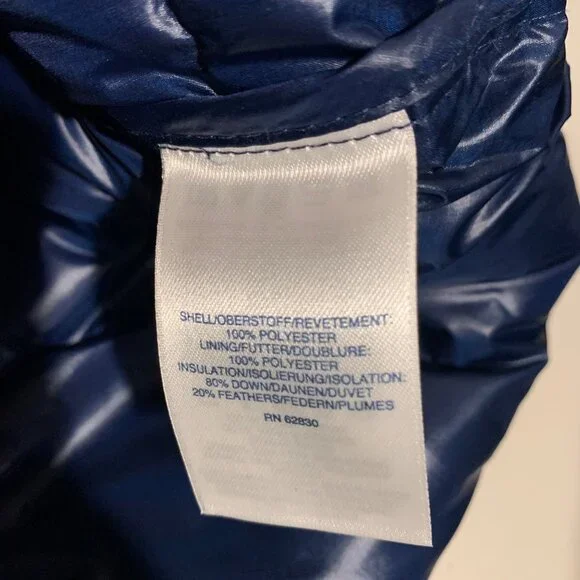 SHELL/OBERSTOFF/REVETEMENT:
100% POLYESTER
LINING/FUTTER/DOUBLURE:
100% POLYESTER
INSULATION/ISOLIERUNG/ISOLATION:
80% DOWN/DAUNEN/DUVET
20% FEATHERS/FEDERN/PLUMES
RN 62830